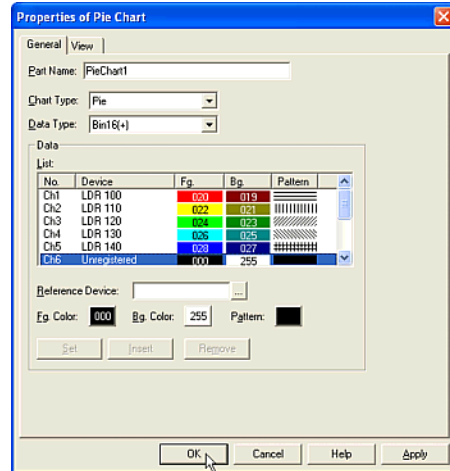 Properties of Pie Chart
General View
Part Name: PieChart1
Chart Type: Pie
Data Type: Bin16(+)
Data
List:
No. Device Fg. Bg. Pattern
Ch1 LDR 100 020 019
Ch2 LDR 110 022 021
Ch3 LDR 120 024 023
Ch4 LDR 130 026 025
Ch5 LDR 140 028 027
Ch6 Unregistered 000 255
Reference Device: ...
Fg. Color: 000 Bg. Color: 255 Pattern:
Set Insert Remove
OK Cancel Help Apply